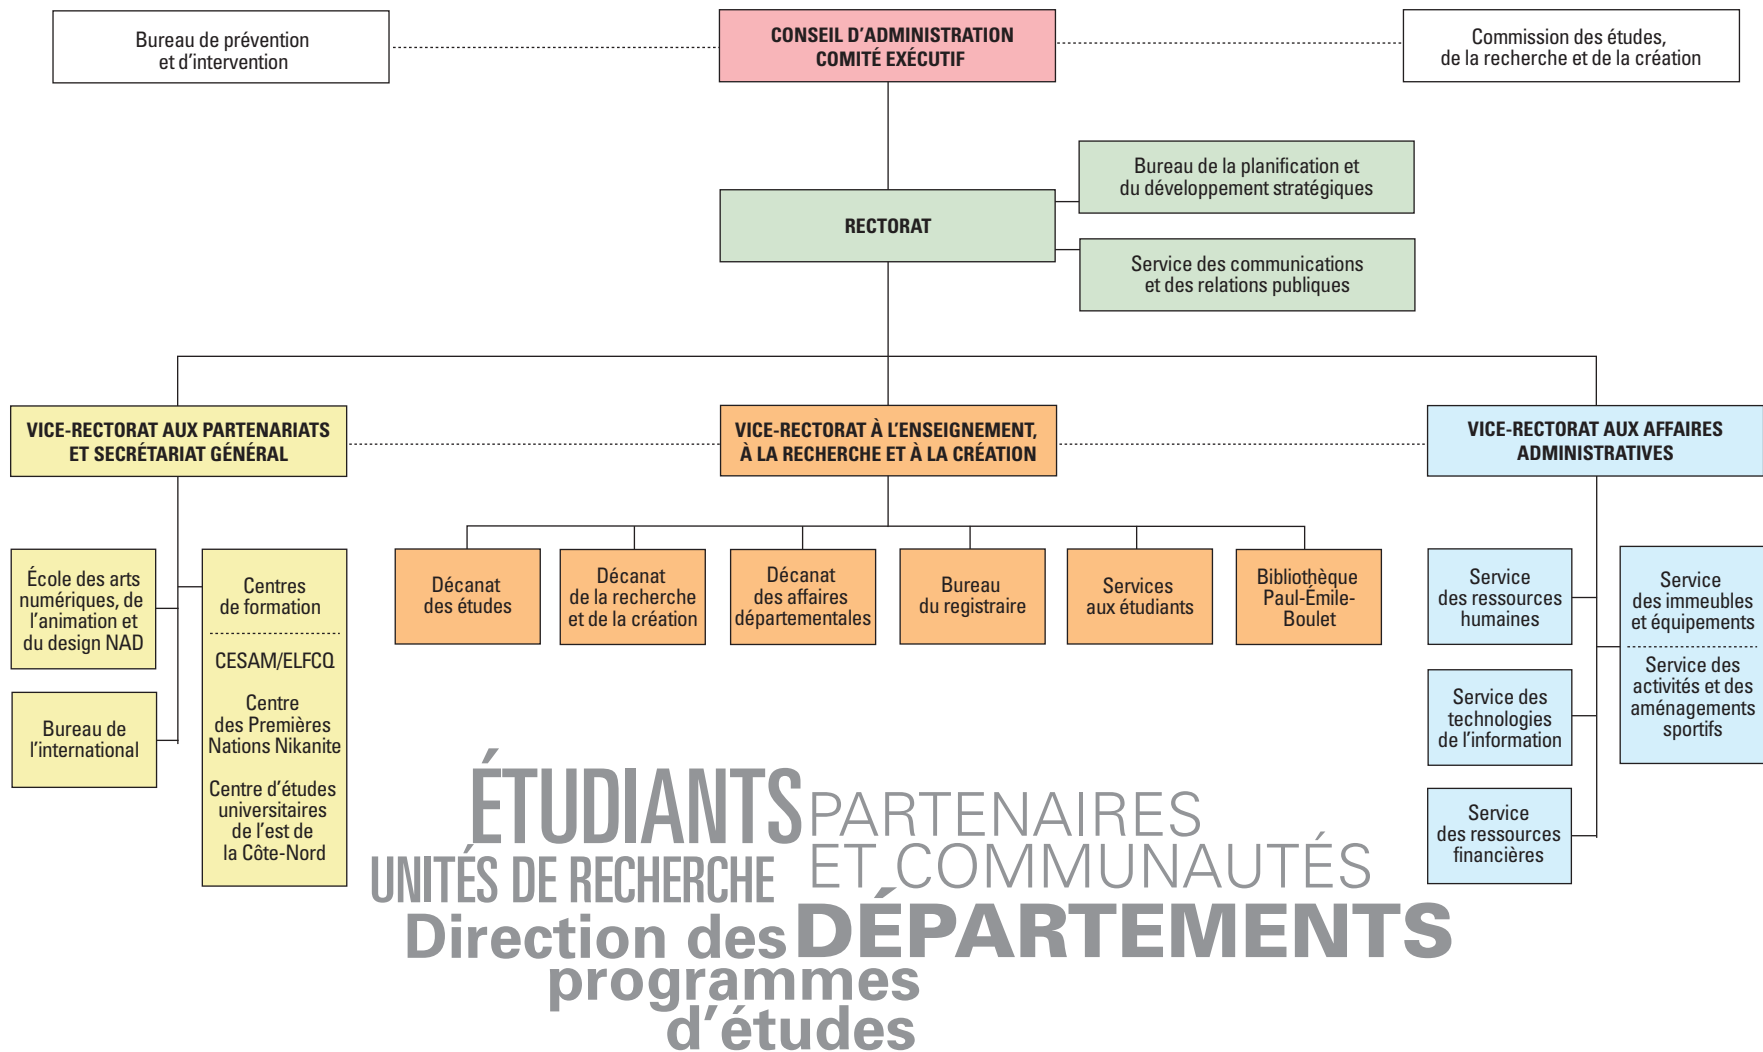 Bureau de prévention
et d'intervention
CONSEIL D'ADMINISTRATION
COMITÉ EXÉCUTIF
Commission des études,
de la recherche et de la création
Bureau de la planification et
du développement stratégiques
RECTORAT
Service des communications
et des relations publiques
VICE-RECTORAT AUX PARTENARIATS
ET SECRÉTARIAT GÉNÉRAL
VICE-RECTORAT À L'ENSEIGNEMENT,
À LA RECHERCHE ET À LA CRÉATION
VICE-RECTORAT AUX AFFAIRES
ADMINISTRATIVES
École des arts
numériques, de
l'animation et
du design NAD
Bureau de
l'international
Centres
de formation
CESAM/ELFCQ
Centre
des Premières
Nations Nikanite
Centre d'études
universitaires
de l'est de
la Côte-Nord
Décanat
des études
Décanat
de la recherche
et de la création
Décanat
des affaires
départementales
Bureau
du registraire
Services
aux étudiants
Bibliothèque
Paul-Émile-
Boulet
Service
des ressources
humaines
Service des
technologies
de l'information
Service
des ressources
financières
Service
des immeubles
et équipements
Service des
activités et des
aménagements
sportifs
ÉTUDIANTS
PARTENAIRES
ET COMMUNAUTÉS
UNITÉS DE RECHERCHE
Direction des
programmes
d'études
DÉPARTEMENTS